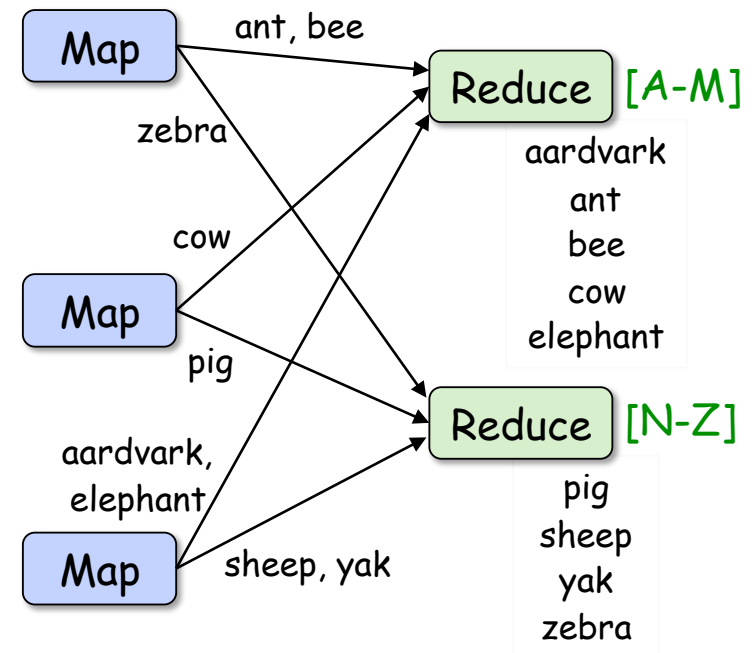 Map
ant, bee
Reduce [A-M]
zebra
aardvark
ant
bee
cow
elephant
cow
Map
pig
Reduce [N-Z]
aardvark,
elephant
pig
sheep
yak
zebra
Map
sheep, yak